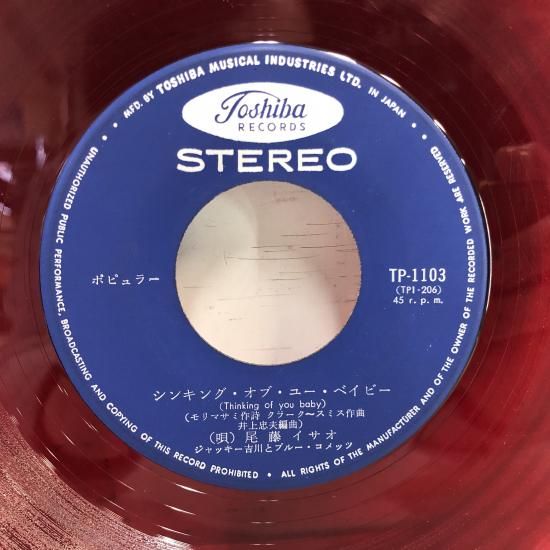 • MFD. BY TOSHIBA MUSICAL INDUSTRIES LTD. IN JAPAN. •
Toshiba
RECORDS
STEREO
ポピュラー
TP-1103
(TPI-206)
45 r.p.m.
シンキング・オブ・ユー・ベイビー
(Thinking of you baby)
(モリマサミ作詩 クラーク〜スミス作曲
井上忠夫編曲)
(唄) 尾藤イサオ
ジャッキー吉川とブルー・コメッツ
UNAUTHORIZED PUBLIC PERFORMANCE, BROADCASTING AND COPYING OF THIS RECORD PROHIBITED • ALL RIGHTS OF THE MANUFACTURER AND OF THE OWNER OF THE RECORDED WORK ARE RESERVED